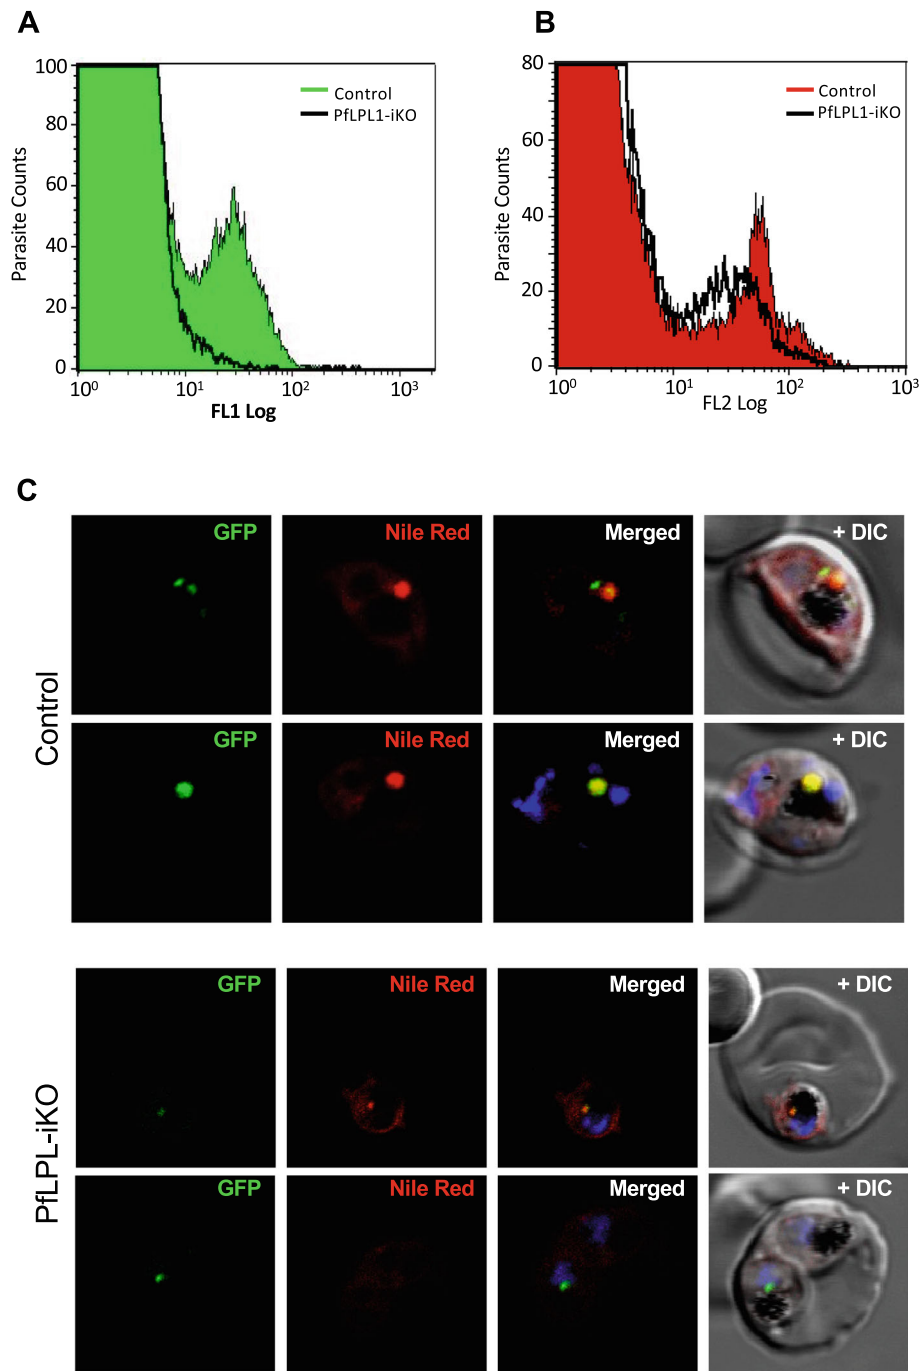 A
B
100
80
60
40
20
0
Parasite Counts
Control
PfLPL1-iKO
10⁰
10¹
10²
10³
FL1 Log
80
60
40
20
0
Parasite Counts
Control
PfLPL1-iKO
10⁰
10¹
10²
10³
FL2 Log
C
Control
GFP
Nile Red
Merged
+ DIC
GFP
Nile Red
Merged
+ DIC
PfLPL-iKO
GFP
Nile Red
Merged
+ DIC
GFP
Nile Red
Merged
+ DIC